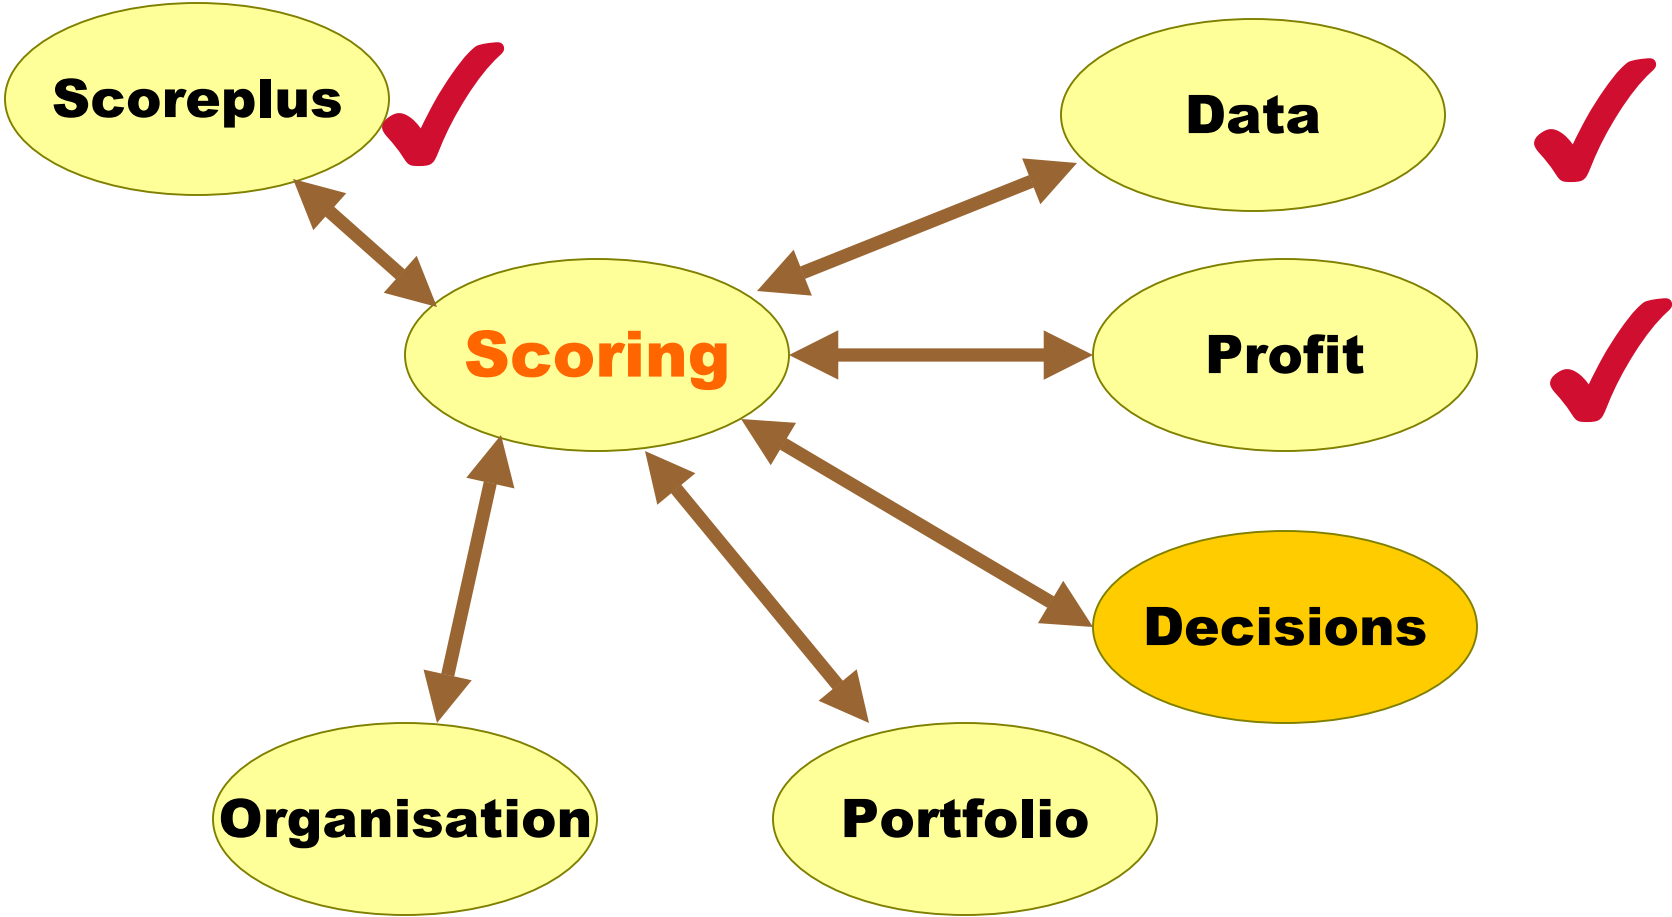 Scoreplus
Data
Scoring
Profit
Decisions
Organisation
Portfolio